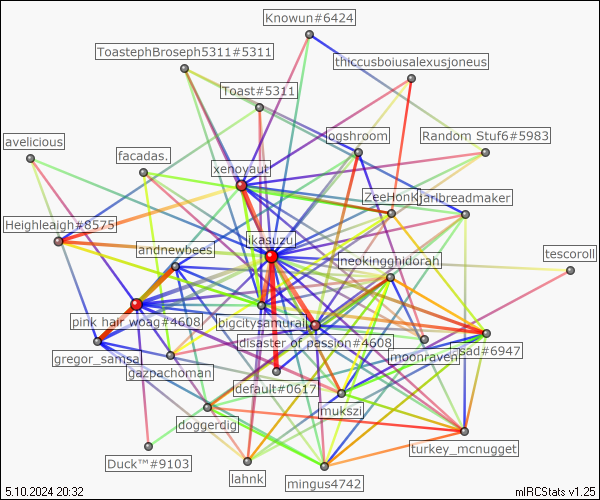 Knowun#6424
ToastephBroseph5311#5311
thiccusboiusalexusjoneus
Toast#5311
avelicious
facadas.
ogshroom
Random Stuf6#5983
xenoyaut
ZeeHonk
jarlbreadmaker
Heighleaigh#8575
andnewbees
ikasuzu
neokingghidorah
tescoroll
pink hair woag#4608
bigcitysamurai
disaster of passion#4608
moonraven
sad#6947
gregor_samsa
gazpachoman
default#0617
mukszi
doggerdig
turkey_mcnugget
Duck™#9103
lahnk
mingus4742
5.10.2024 20:32
mIRCStats v1.25